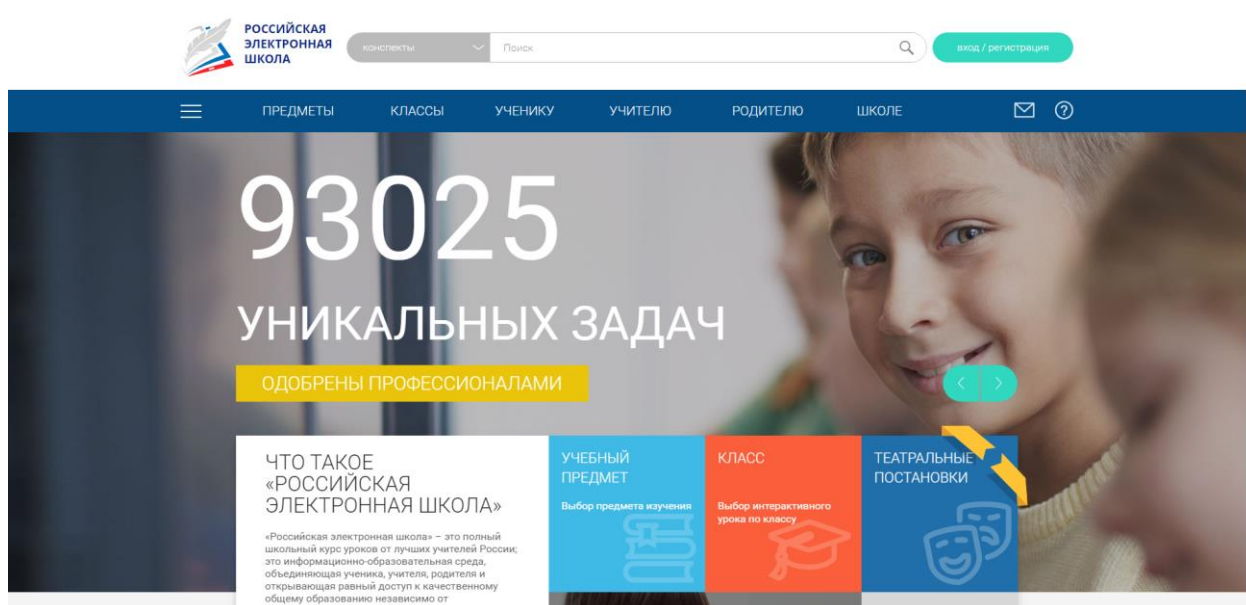 РОССИЙСКАЯ
ЭЛЕКТРОННАЯ
ШКОЛА
конспекты
Поиск
вход / регистрация
ПРЕДМЕТЫ
КЛАССЫ
УЧЕНИКУ
УЧИТЕЛЮ
РОДИТЕЛЮ
ШКОЛЕ
93025
УНИКАЛЬНЫХ ЗАДАЧ
ОДОБРЕНЫ ПРОФЕССИОНАЛАМИ
ЧТО ТАКОЕ
«РОССИЙСКАЯ
ЭЛЕКТРОННАЯ ШКОЛА»
«Российская электронная школа» – это полный
школьный курс уроков от лучших учителей России;
это информационно-образовательная среда,
объединяющая ученика, учителя, родителя и
открывающая равный доступ к качественному
общему образованию независимо от
УЧЕБНЫЙ
ПРЕДМЕТ
Выбор предмета изучения
КЛАСС
Выбор интерактивного
урока по классу
ТЕАТРАЛЬНЫЕ
ПОСТАНОВКИ